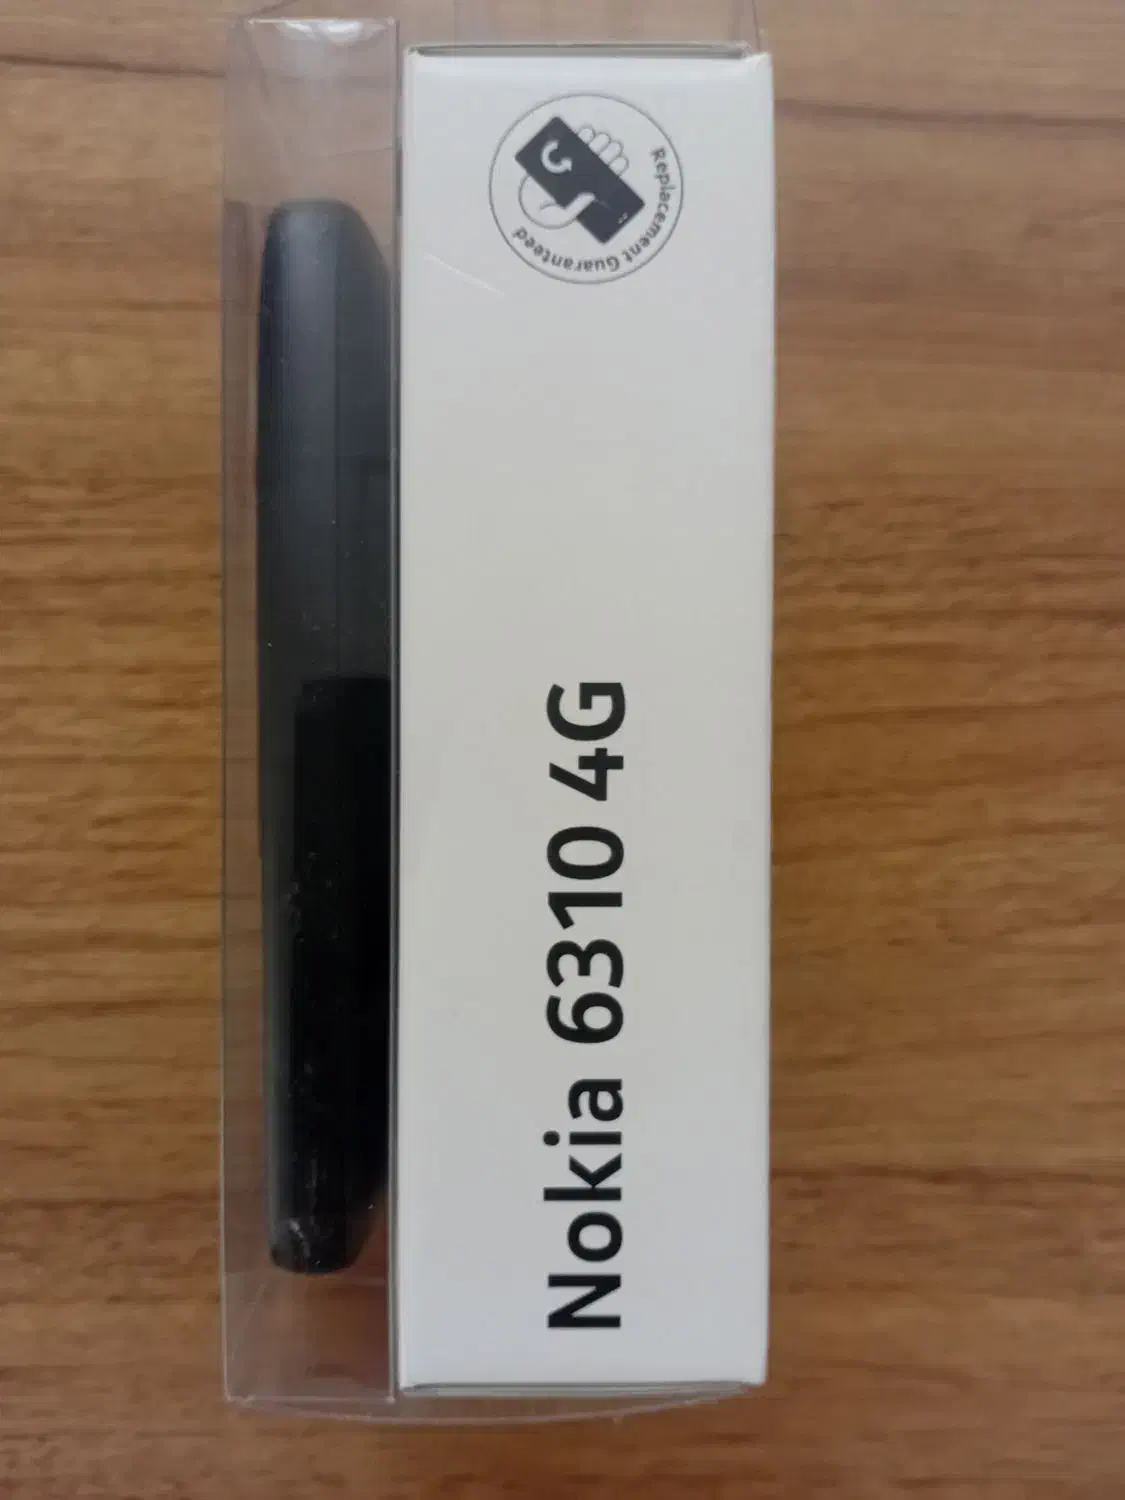 Replacement Guaranteed
Nokia 6310 4G